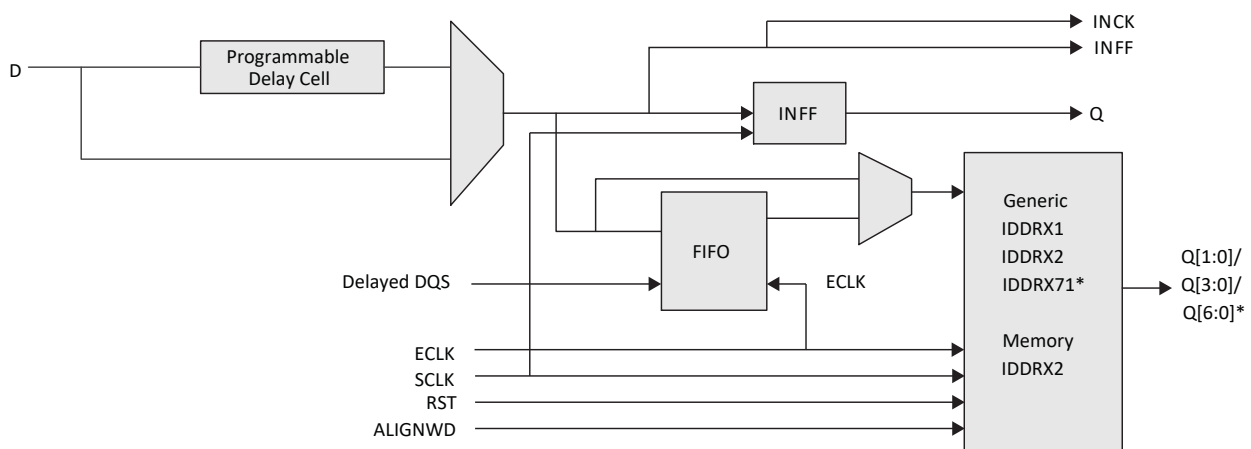 INCK
INFF
D
Programmable
Delay Cell
INFF
Q
Generic
IDDRX1
IDDRX2
IDDRX71*
Memory
IDDRX2
FIFO
Delayed DQS
ECLK
Q[1:0]/
Q[3:0]/
Q[6:0]*
ECLK
SCLK
RST
ALIGNWD